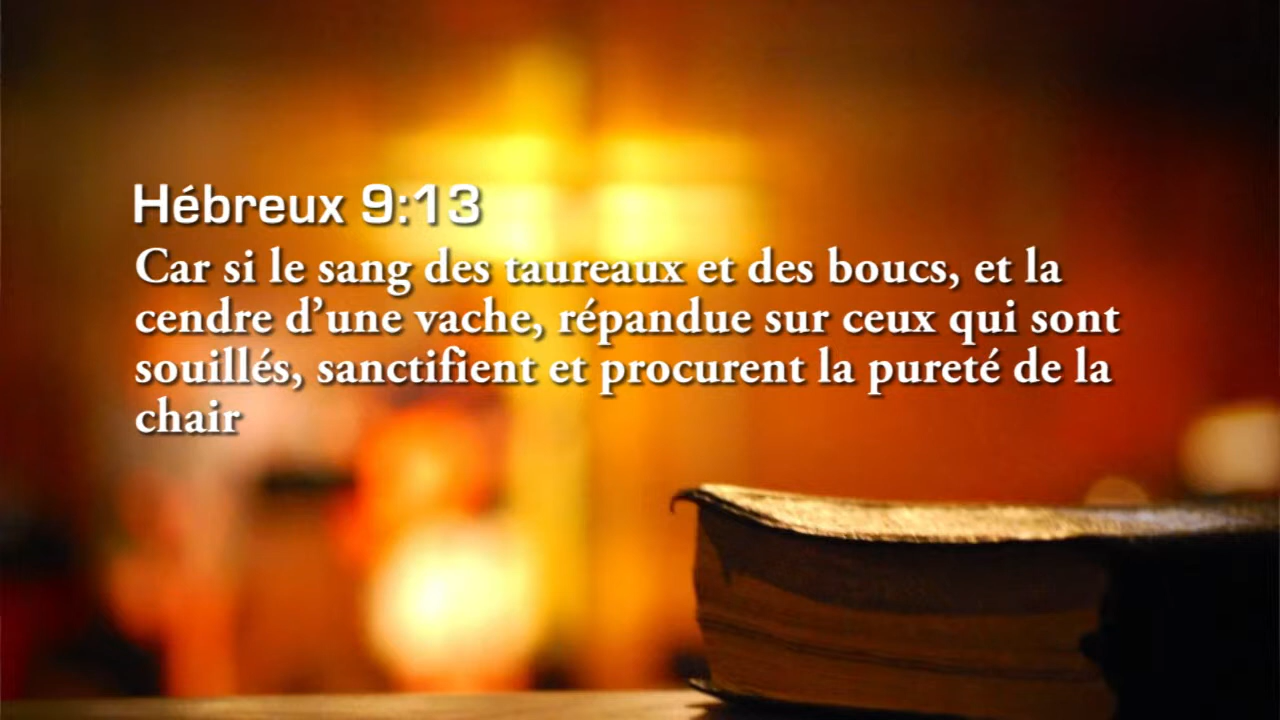 Hébreux 9:13
Car si le sang des taureaux et des boucs, et la
cendre d’une vache, répandue sur ceux qui sont
souillés, sanctifient et procurent la pureté de la
chair